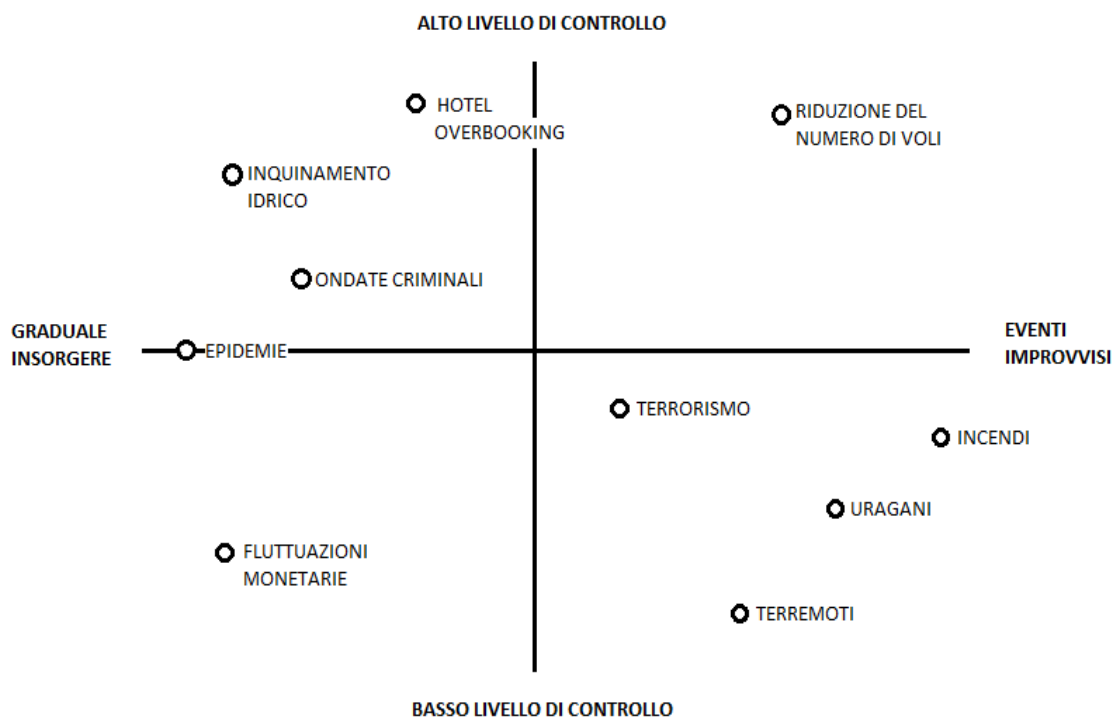 ALTO LIVELLO DI CONTROLLO
HOTEL
OVERBOOKING
RIDUZIONE DEL
NUMERO DI VOLI
INQUINAMENTO
IDRICO
ONDATE CRIMINALI
GRADUALE
INSORGERE
EPIDEMIE
EVENTI
IMPROVVISI
TERRORISMO
INCENDI
URAGANI
FLUTTUAZIONI
MONETARIE
TERREMOTI
BASSO LIVELLO DI CONTROLLO